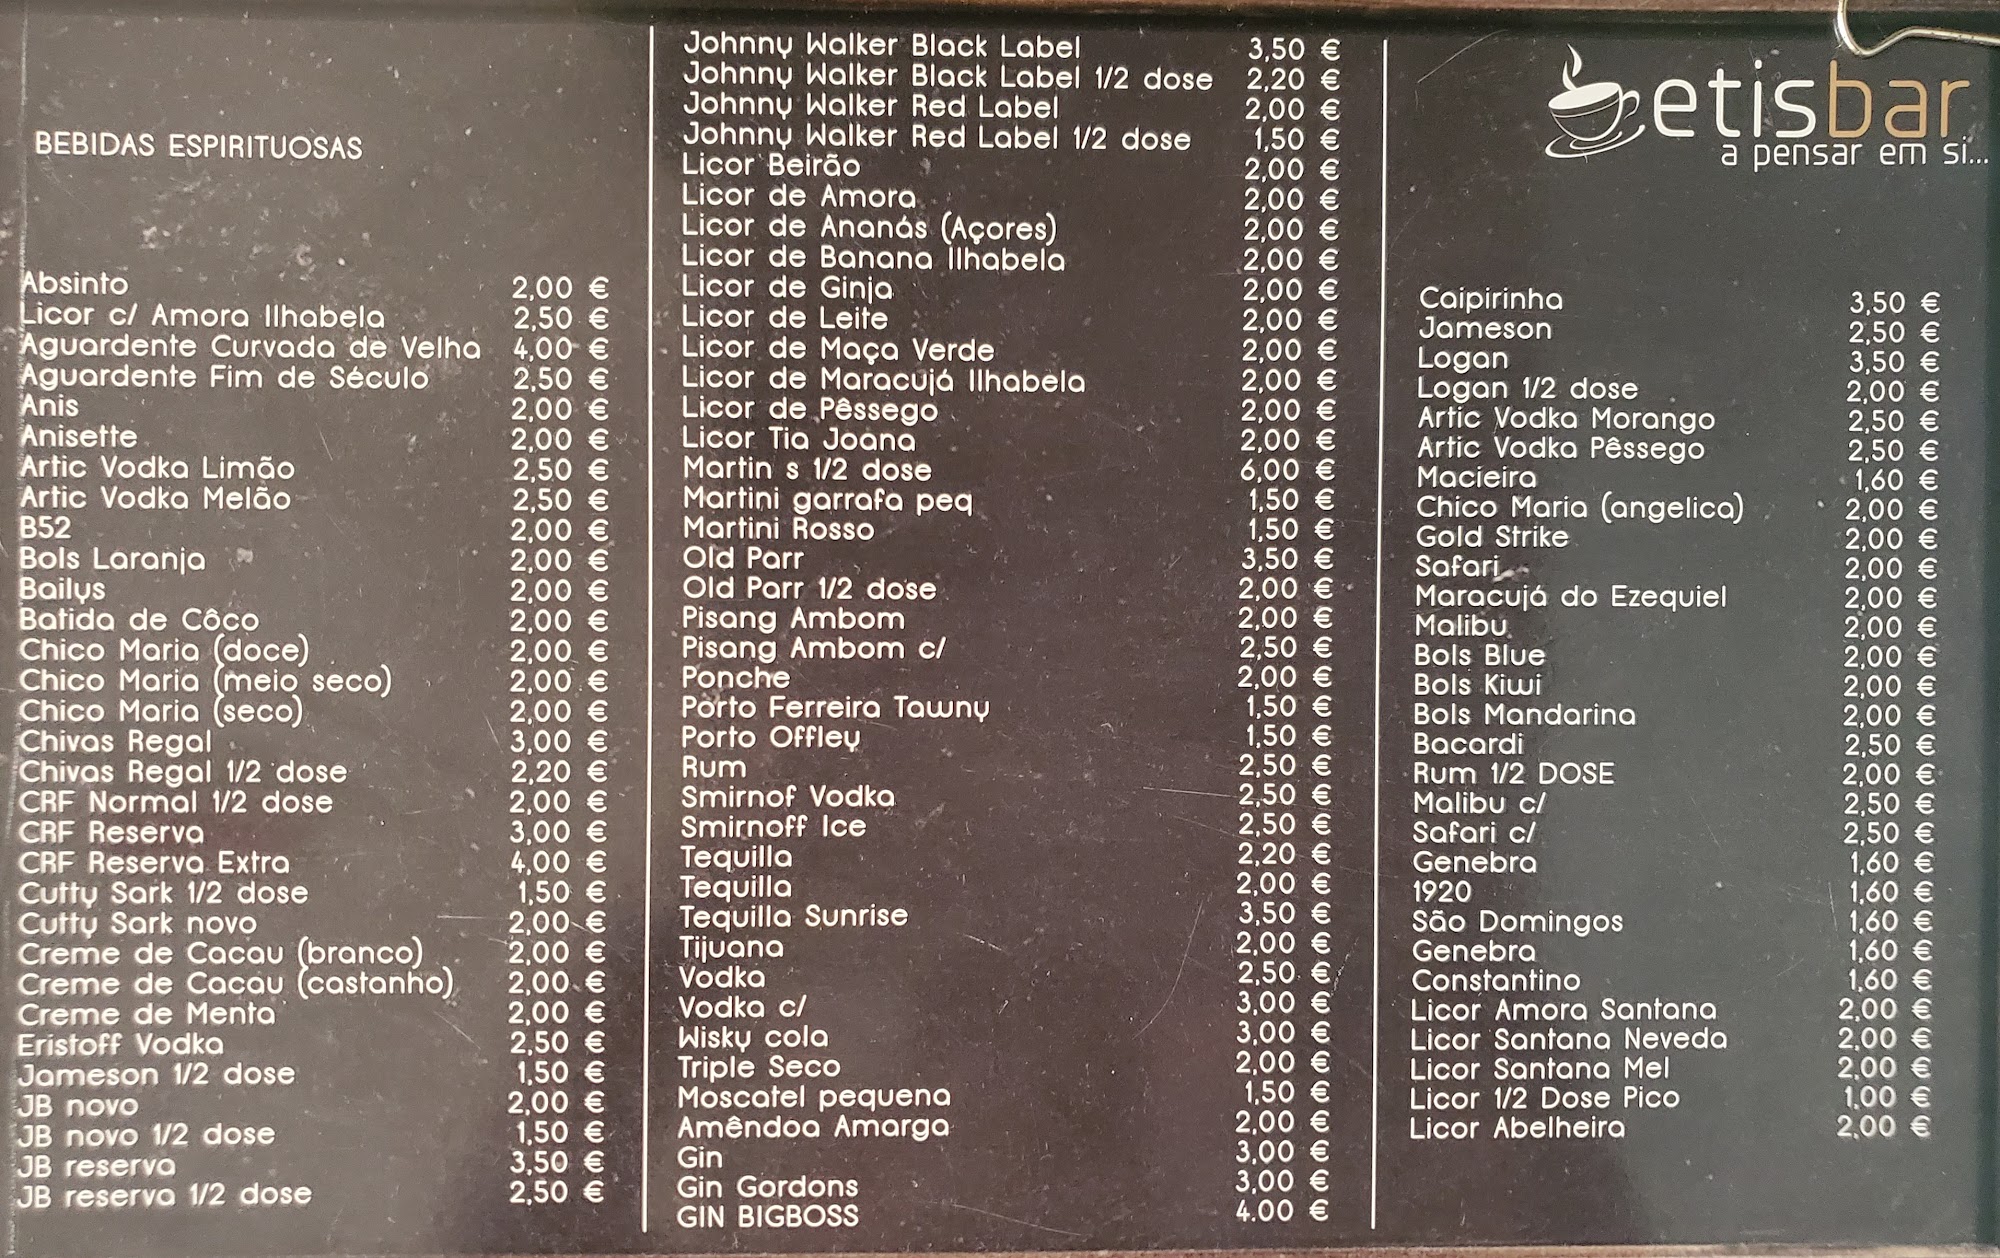 BEBIDAS ESPIRITUOSAS
Absinto 2,00 €
Licor c/ Amora Ilhabela 2,50 €
Aguardente Curvada de Velha 4,00 €
Aguardente Fim de Século 2,50 €
Anis 2,00 €
Anisette 2,00 €
Artic Vodka Limão 2,50 €
Artic Vodka Melão 2,50 €
B52 2,00 €
Bols Laranja 2,00 €
Bailys 2,00 €
Batida de Côco 2,00 €
Chico Maria (doce) 2,00 €
Chico Maria (meio seco) 2,00 €
Chico Maria (seco) 2,00 €
Chivas Regal 3,00 €
Chivas Regal 1/2 dose 2,20 €
CRF Normal 1/2 dose 2,00 €
CRF Reserva 3,00 €
CRF Reserva Extra 4,00 €
Cutty Sark 1/2 dose 1,50 €
Cutty Sark novo 2,00 €
Creme de Cacau (branco) 2,00 €
Creme de Cacau (castanho) 2,00 €
Creme de Menta 2,00 €
Eristoff Vodka 2,50 €
Jameson 1/2 dose 1,50 €
JB novo 2,00 €
JB novo 1/2 dose 1,50 €
JB reserva 3,50 €
JB reserva 1/2 dose 2,50 €
Johnny Walker Black Label 3,50 €
Johnny Walker Black Label 1/2 dose 2,20 €
Johnny Walker Red Label 2,00 €
Johnny Walker Red Label 1/2 dose 1,50 €
Licor Beirão 2,00 €
Licor de Amora 2,00 €
Licor de Ananás (Açores) 2,00 €
Licor de Banana Ilhabela 2,00 €
Licor de Ginja 2,00 €
Licor de Leite 2,00 €
Licor de Maça Verde 2,00 €
Licor de Maracujá Ilhabela 2,00 €
Licor de Pêssego 2,00 €
Licor Tia Joana 2,00 €
Martin s 1/2 dose 6,00 €
Martini garrafa peq 1,50 €
Martini Rosso 1,50 €
Old Parr 3,50 €
Old Parr 1/2 dose 2,00 €
Pisang Ambom 2,00 €
Pisang Ambom c/ 2,50 €
Ponche 2,00 €
Porto Ferreira Tawny 1,50 €
Porto Offley 1,50 €
Rum 2,50 €
Smirnof Vodka 2,50 €
Smirnoff Ice 2,50 €
Tequilla 2,20 €
Tequilla 2,00 €
Tequilla Sunrise 3,50 €
Tijuana 2,00 €
Vodka 2,50 €
Vodka c/ 3,00 €
Wisky cola 3,00 €
Triple Seco 2,00 €
Moscatel pequena 1,50 €
Amêndoa Amarga 2,00 €
Gin 3,00 €
Gin Gordons 3,00 €
GIN BIGBOSS 4.00 €
etisbar
a pensar em si...
Caipirinha 3,50 €
Jameson 2,50 €
Logan 3,50 €
Logan 1/2 dose 2,00 €
Artic Vodka Morango 2,50 €
Artic Vodka Pêssego 2,50 €
Macieira 1,60 €
Chico Maria (angelica) 2,00 €
Gold Strike 2,00 €
Safari 2,00 €
Maracujá do Ezequiel 2,00 €
Malibu 2,00 €
Bols Blue 2,00 €
Bols Kiwi 2,00 €
Bols Mandarina 2,00 €
Bacardi 2,50 €
Rum 1/2 DOSE 2,00 €
Malibu c/ 2,50 €
Safari c/ 2,50 €
Genebra 1,60 €
1920 1,60 €
São Domingos 1,60 €
Genebra 1,60 €
Constantino 1,60 €
Licor Amora Santana 2,00 €
Licor Santana Neveda 2,00 €
Licor Santana Mel 2,00 €
Licor 1/2 Dose Pico 1,00 €
Licor Abelheira 2,00 €